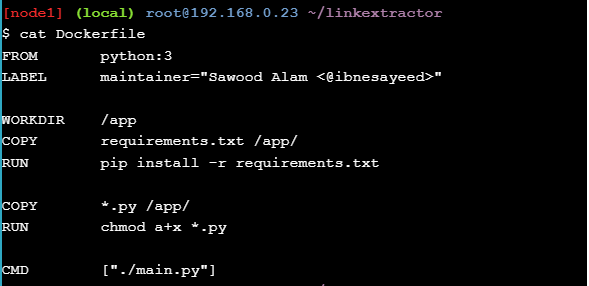 [node1] (local) root@192.168.0.23 ~/linkextractor
$ cat Dockerfile
FROM python:3
LABEL maintainer="Sawood Alam <@ibnesayeed>"
WORKDIR /app
COPY requirements.txt /app/
RUN pip install -r requirements.txt
COPY *.py /app/
RUN chmod a+x *.py
CMD ["./main.py"]